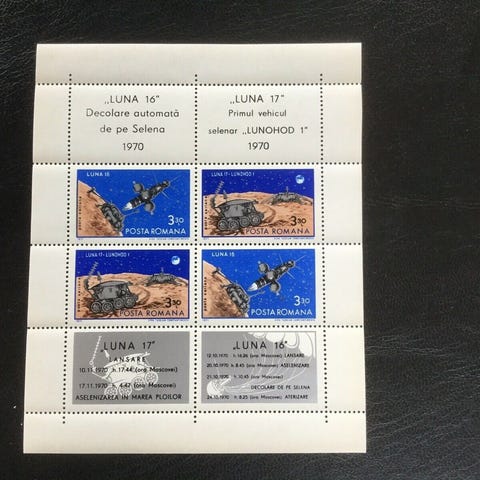 „LUNA 16"
Decolare automată
de pe Selena
1970
„LUNA 17"
Primul vehicul
selenar „LUNOHOD 1"
1970
LUNA 16
3 30
POSTA ROMANA
LUNA 17-LUNOHOD 1
3 30
POSTA ROMANA
LUNA 17-LUNOHOD 1
3 30
POSTA ROMANA
LUNA 16
3 30
POSTA ROMANA
„LUNA 17"
LANSARE
10.11.1970 h. 17.44 (ora Moscovei)
17.11.1970 h. 4.47 (ora Moscovei)
ASELENIZAREA IN MAREA PLOILOR
„LUNA 16"
12.10.1970 h. 16.26 (ora Moscovei) LANSARE
20.10.1970 h. 8.45 (ora Moscovei) ASELENIZARE
21.10.1970 h. 10.45 (ora Moscovei)
DECOLARE DE PE SELENA
24.10.1970 h. 8.25 (ora Moscovei) ATERIZARE